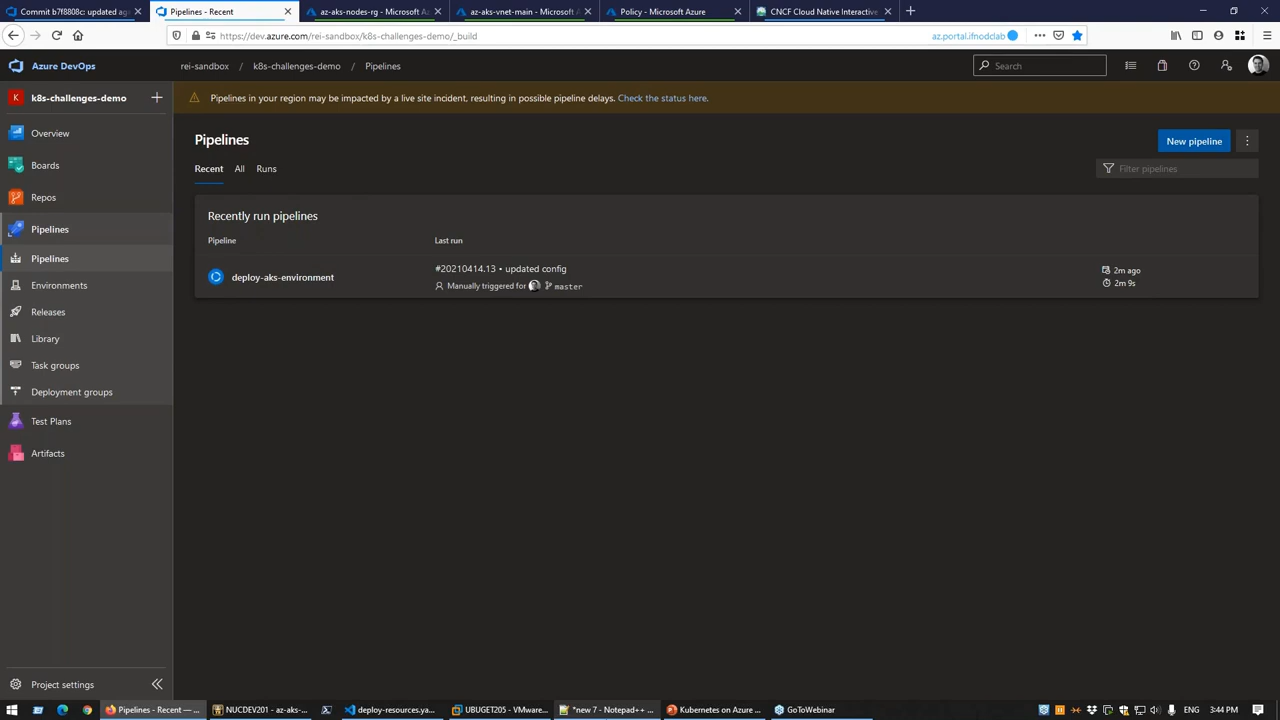 Commit b7f8808c: updated aga
Pipelines - Recent
az-aks-nodes-rg - Microsoft Az
az-aks-vnet-main - Microsoft A
Policy - Microsoft Azure
CNCF Cloud Native Interactive
https://dev.azure.com/rei-sandbox/k8s-challenges-demo/_build
az.portal.ifnodclab
Azure DevOps
rei-sandbox / k8s-challenges-demo / Pipelines
Search
K
k8s-challenges-demo
Pipelines in your region may be impacted by a live site incident, resulting in possible pipeline delays. Check the status here.
Overview
Boards
Repos
Pipelines
Pipelines
Environments
Releases
Library
Task groups
Deployment groups
Test Plans
Artifacts
Project settings
Pipelines
New pipeline
Recent
All
Runs
Filter pipelines
Recently run pipelines
Pipeline
Last run
deploy-aks-environment
#20210414.13 • updated config
Manually triggered for
master
2m ago
2m 9s
Pipelines - Recent — ...
NUCDEV201 - az-aks-...
deploy-resources.ya...
UBUGET205 - VMware...
*new 7 - Notepad++ ...
Kubernetes on Azure ...
GoToWebinar
ENG
3:44 PM